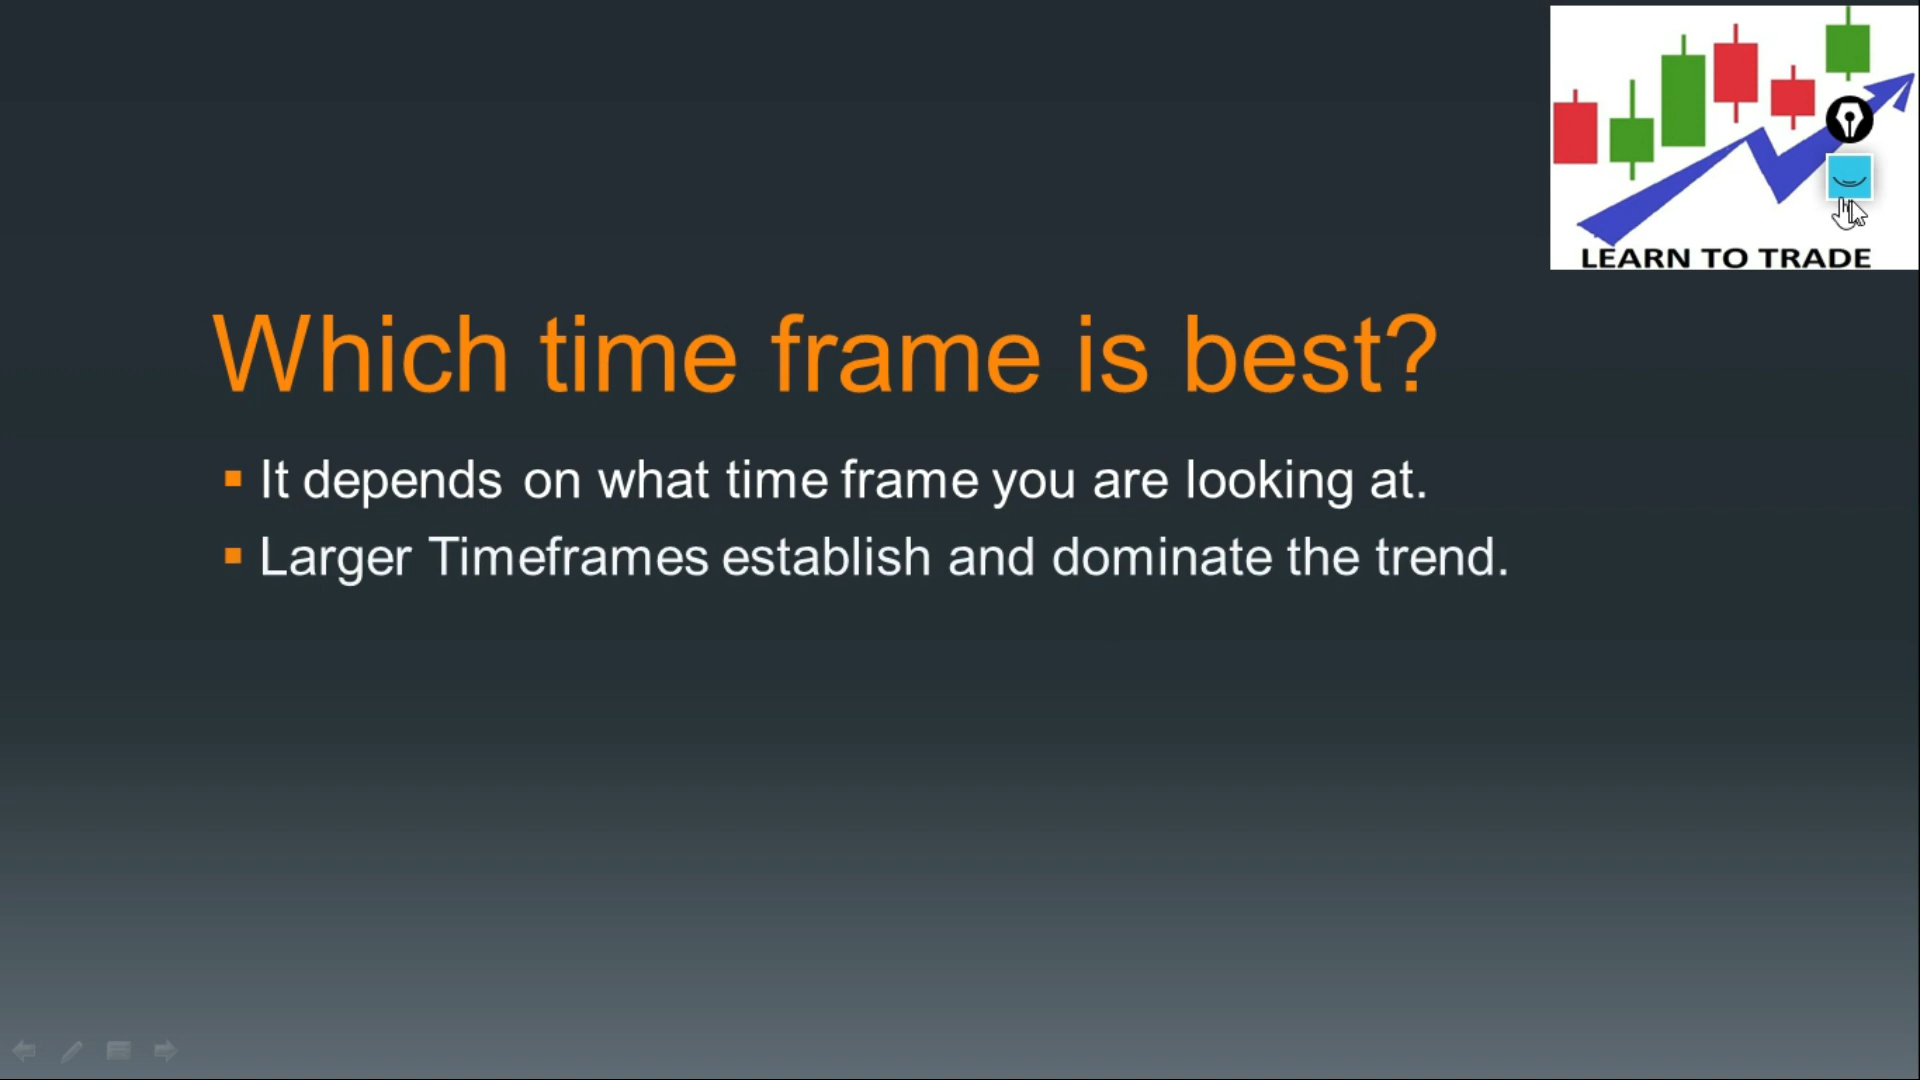 LEARN TO TRADE
Which time frame is best?
It depends on what time frame you are looking at.
Larger Timeframes establish and dominate the trend.